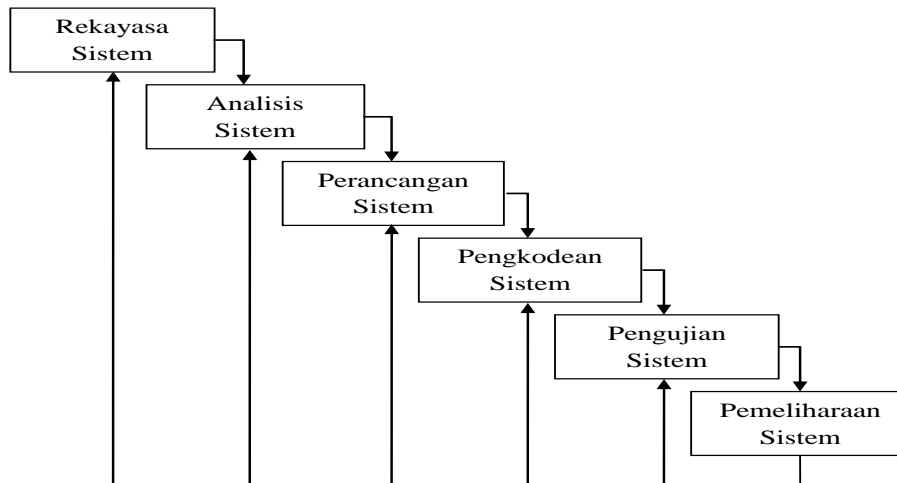 Rekayasa
Sistem
Analisis
Sistem
Perancangan
Sistem
Pengkodean
Sistem
Pengujian
Sistem
Pemeliharaan
Sistem